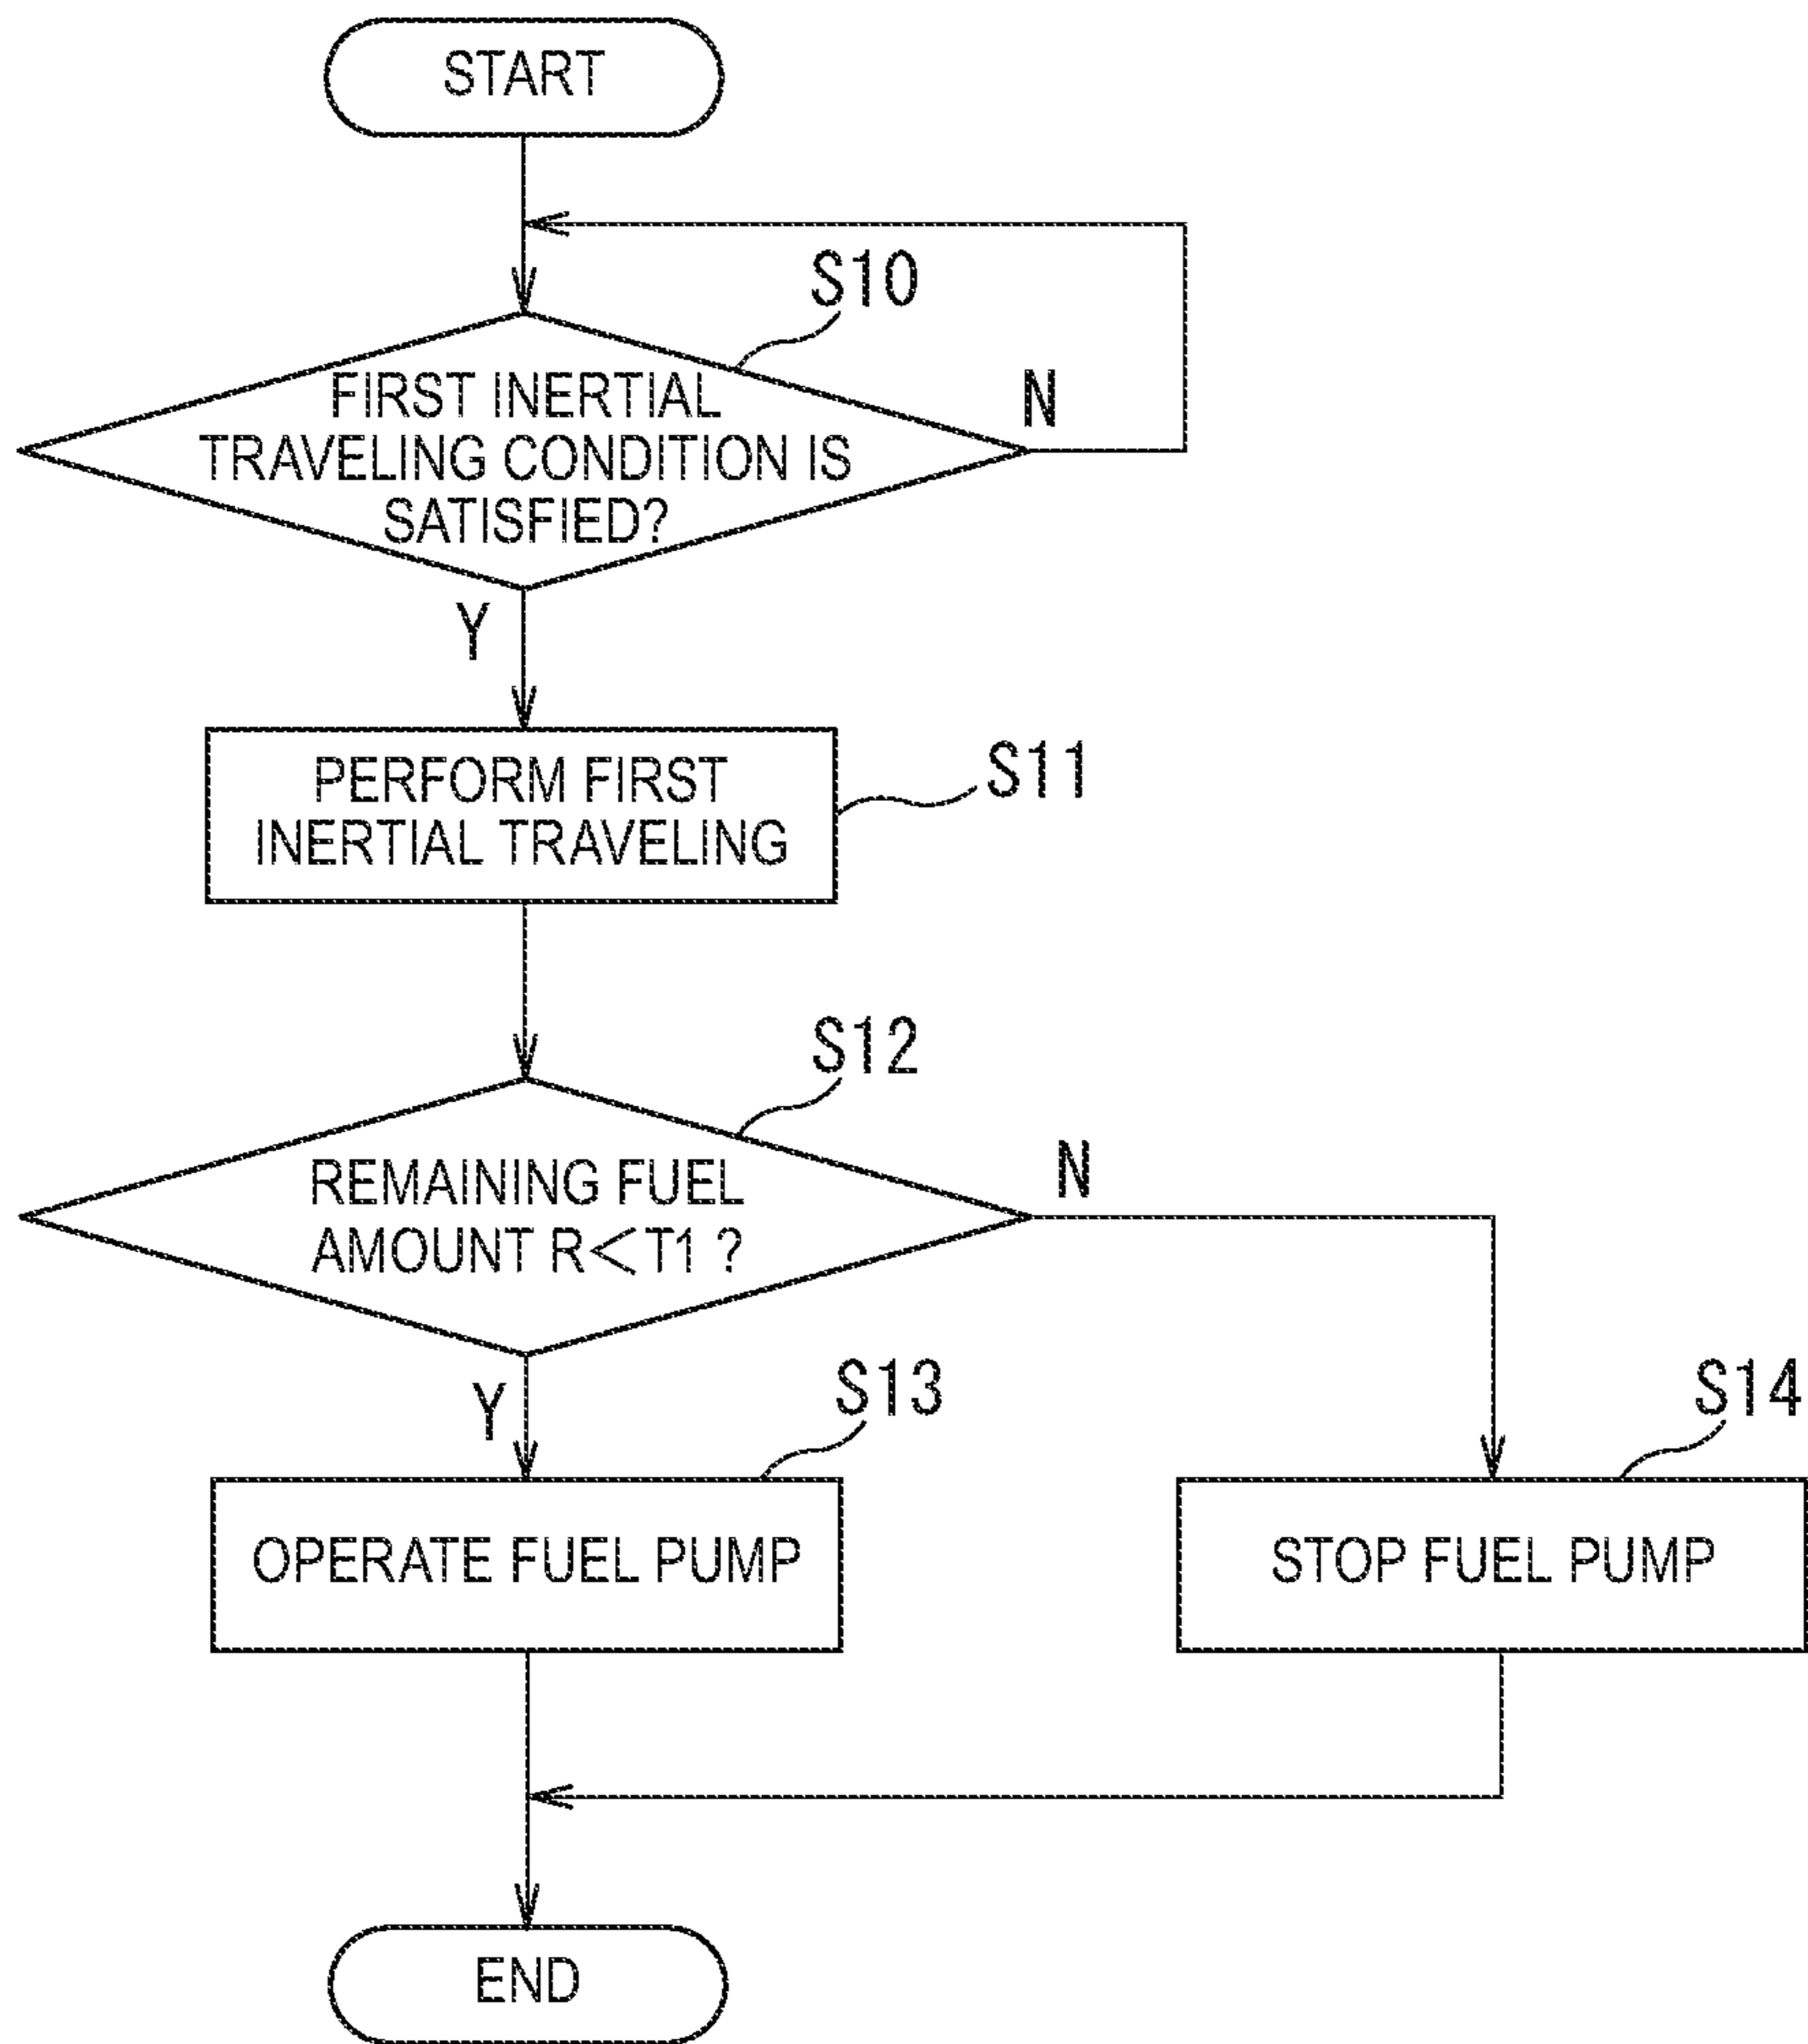 START
S10
FIRST INERTIAL
TRAVELING CONDITION IS
SATISFIED?
N
Y
PERFORM FIRST
INERTIAL TRAVELING
S11
S12
REMAINING FUEL
AMOUNT R<T1 ?
N
Y
S13
S14
OPERATE FUEL PUMP
STOP FUEL PUMP
END